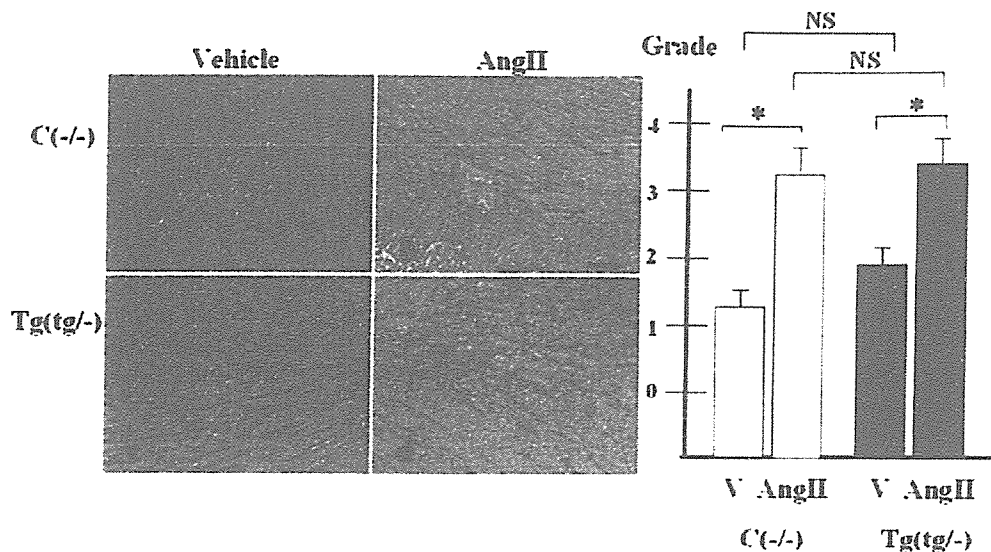 Vehicle AngII
C(-/-)
Tg(tg/-)
Grade
NS
NS
* *
4
3
2
1
0
V AngII V AngII
C(-/-) Tg(tg/-)